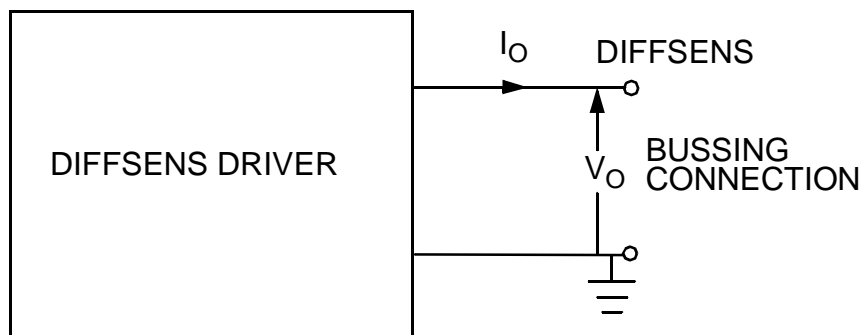 I_O
DIFFSENS
DIFFSENS DRIVER
V_O
BUSSING
CONNECTION